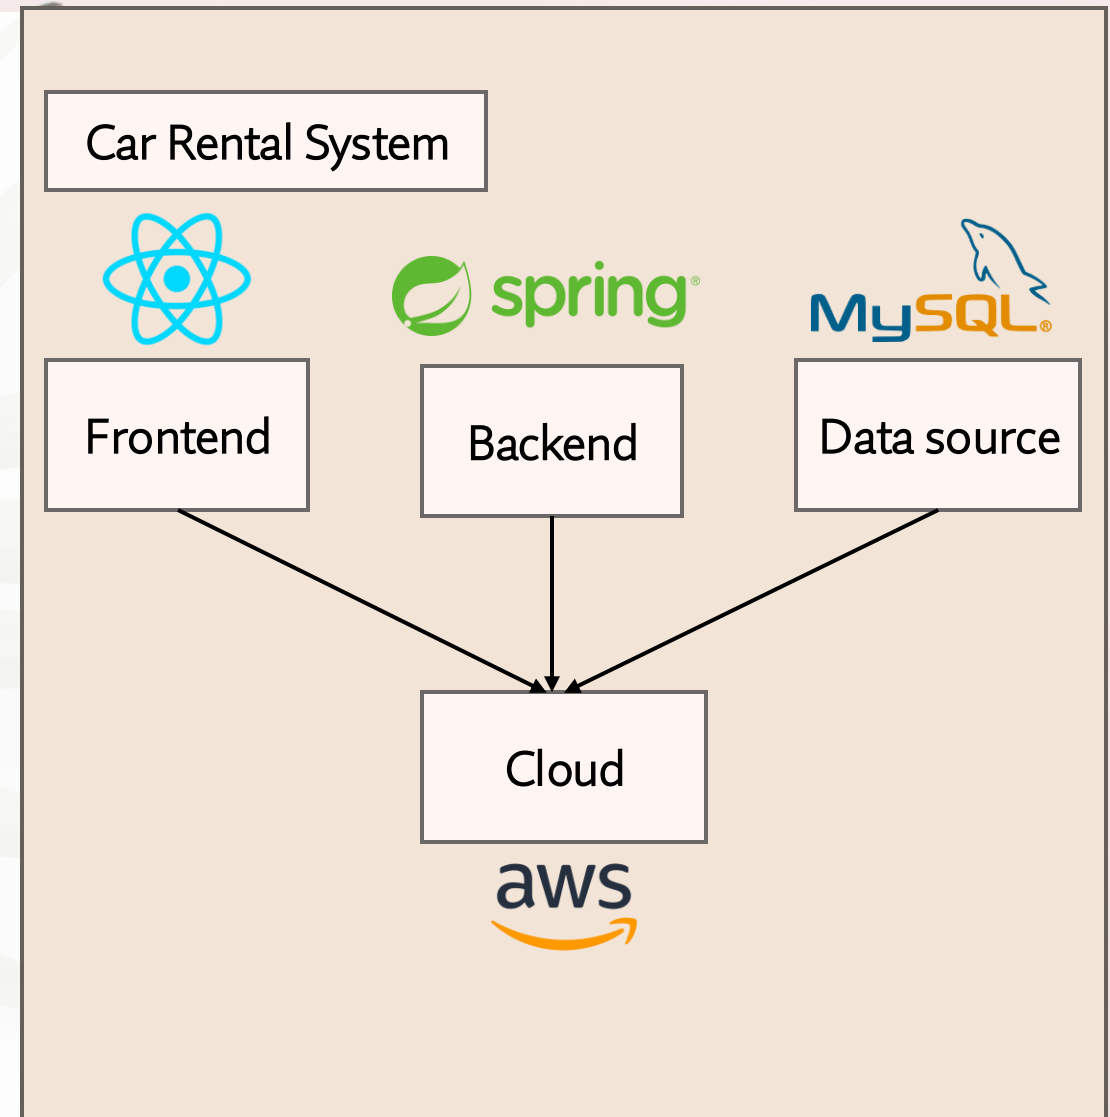 Car Rental System
spring®
MySQL®
Frontend
Backend
Data source
Cloud
aws